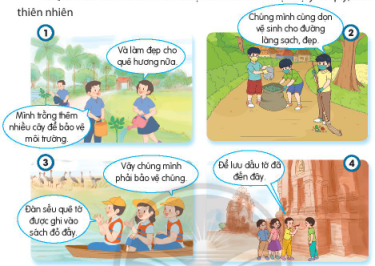 thiên nhiên
1
Và làm đẹp cho
quê hương nữa.
Mình trồng thêm
nhiều cây để bảo vệ
môi trường.
Chúng mình cùng dọn
vệ sinh cho đường
làng sạch, đẹp.
2
3
Vậy chúng mình
phải bảo vệ chúng.
Đàn sếu quê tớ
được ghi vào
sách đỏ đấy.
Để lưu dấu tớ đã
đến đây.
4